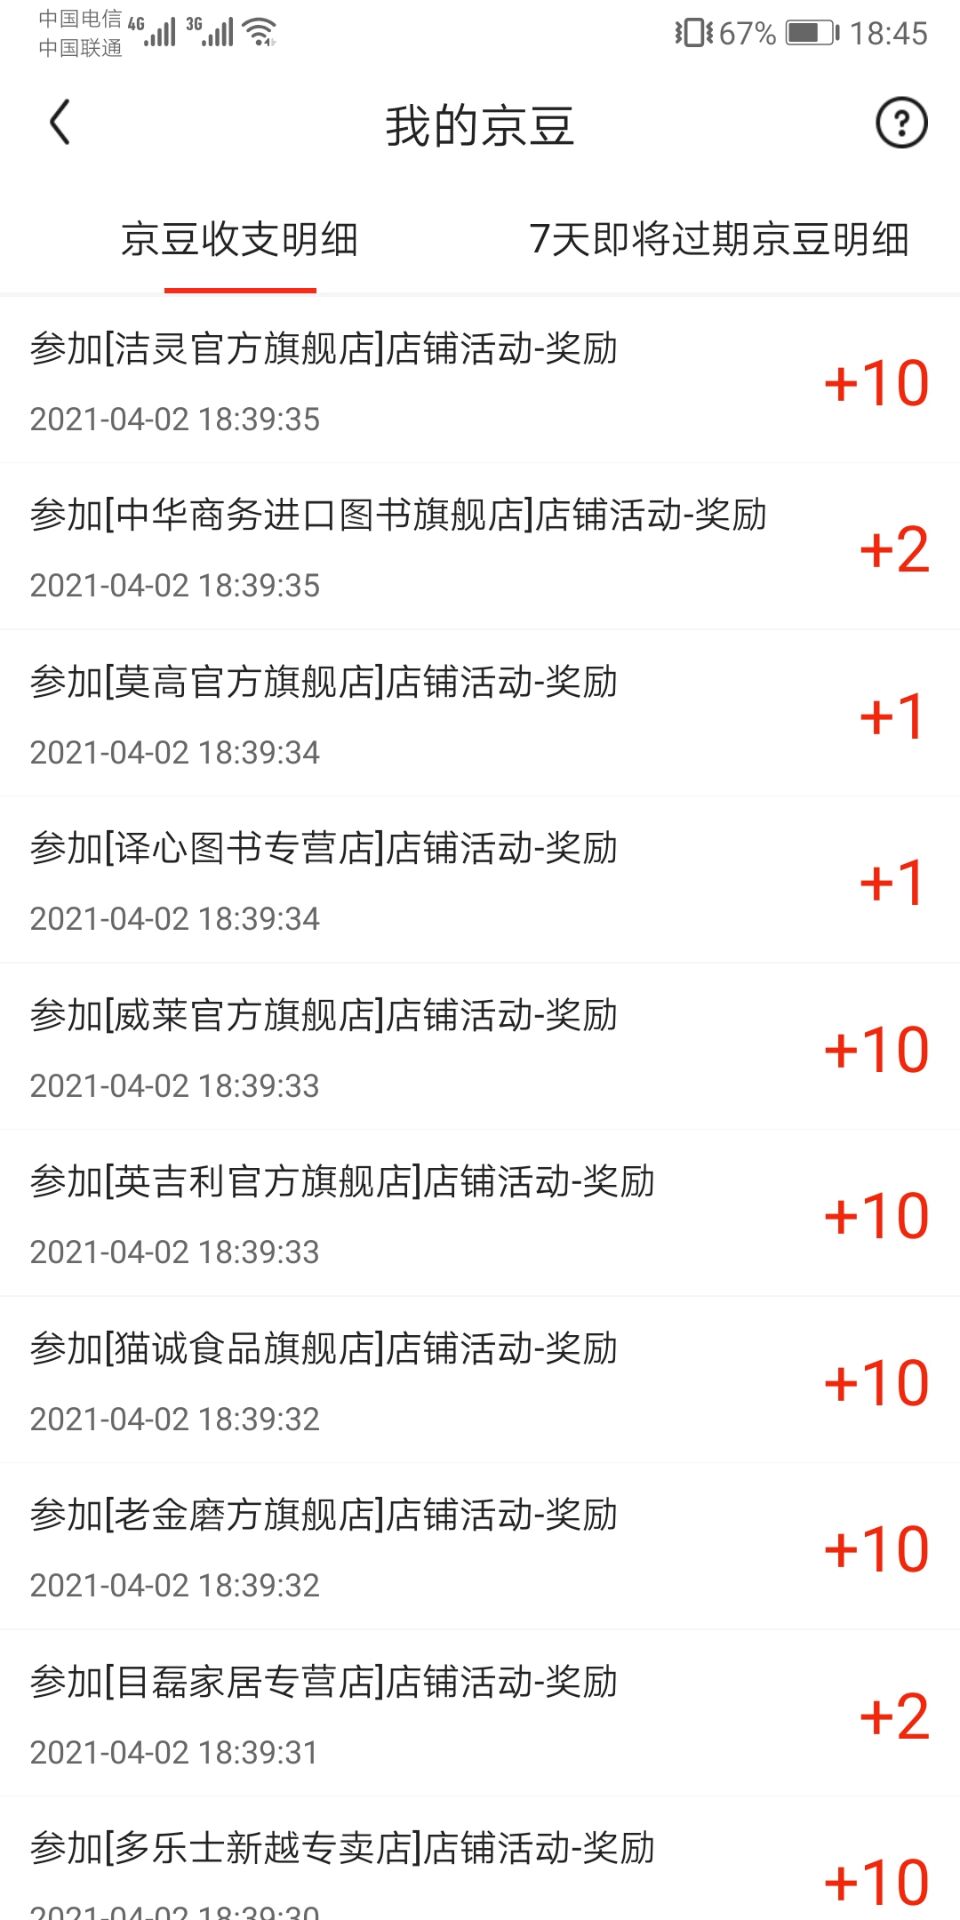 中国电信 4G 3G 67% 18:45
中国联通
我的京豆
京豆收支明细 7天即将过期京豆明细
参加[洁灵官方旗舰店]店铺活动-奖励
+10
2021-04-02 18:39:35
参加[中华商务进口图书旗舰店]店铺活动-奖励
+2
2021-04-02 18:39:35
参加[莫高官方旗舰店]店铺活动-奖励
+1
2021-04-02 18:39:34
参加[译心图书专营店]店铺活动-奖励
+1
2021-04-02 18:39:34
参加[威莱官方旗舰店]店铺活动-奖励
+10
2021-04-02 18:39:33
参加[英吉利官方旗舰店]店铺活动-奖励
+10
2021-04-02 18:39:33
参加[猫诚食品旗舰店]店铺活动-奖励
+10
2021-04-02 18:39:32
参加[老金磨方旗舰店]店铺活动-奖励
+10
2021-04-02 18:39:32
参加[目磊家居专营店]店铺活动-奖励
+2
2021-04-02 18:39:31
参加[多乐士新越专卖店]店铺活动-奖励
+10
2021-04-02 18:39:30